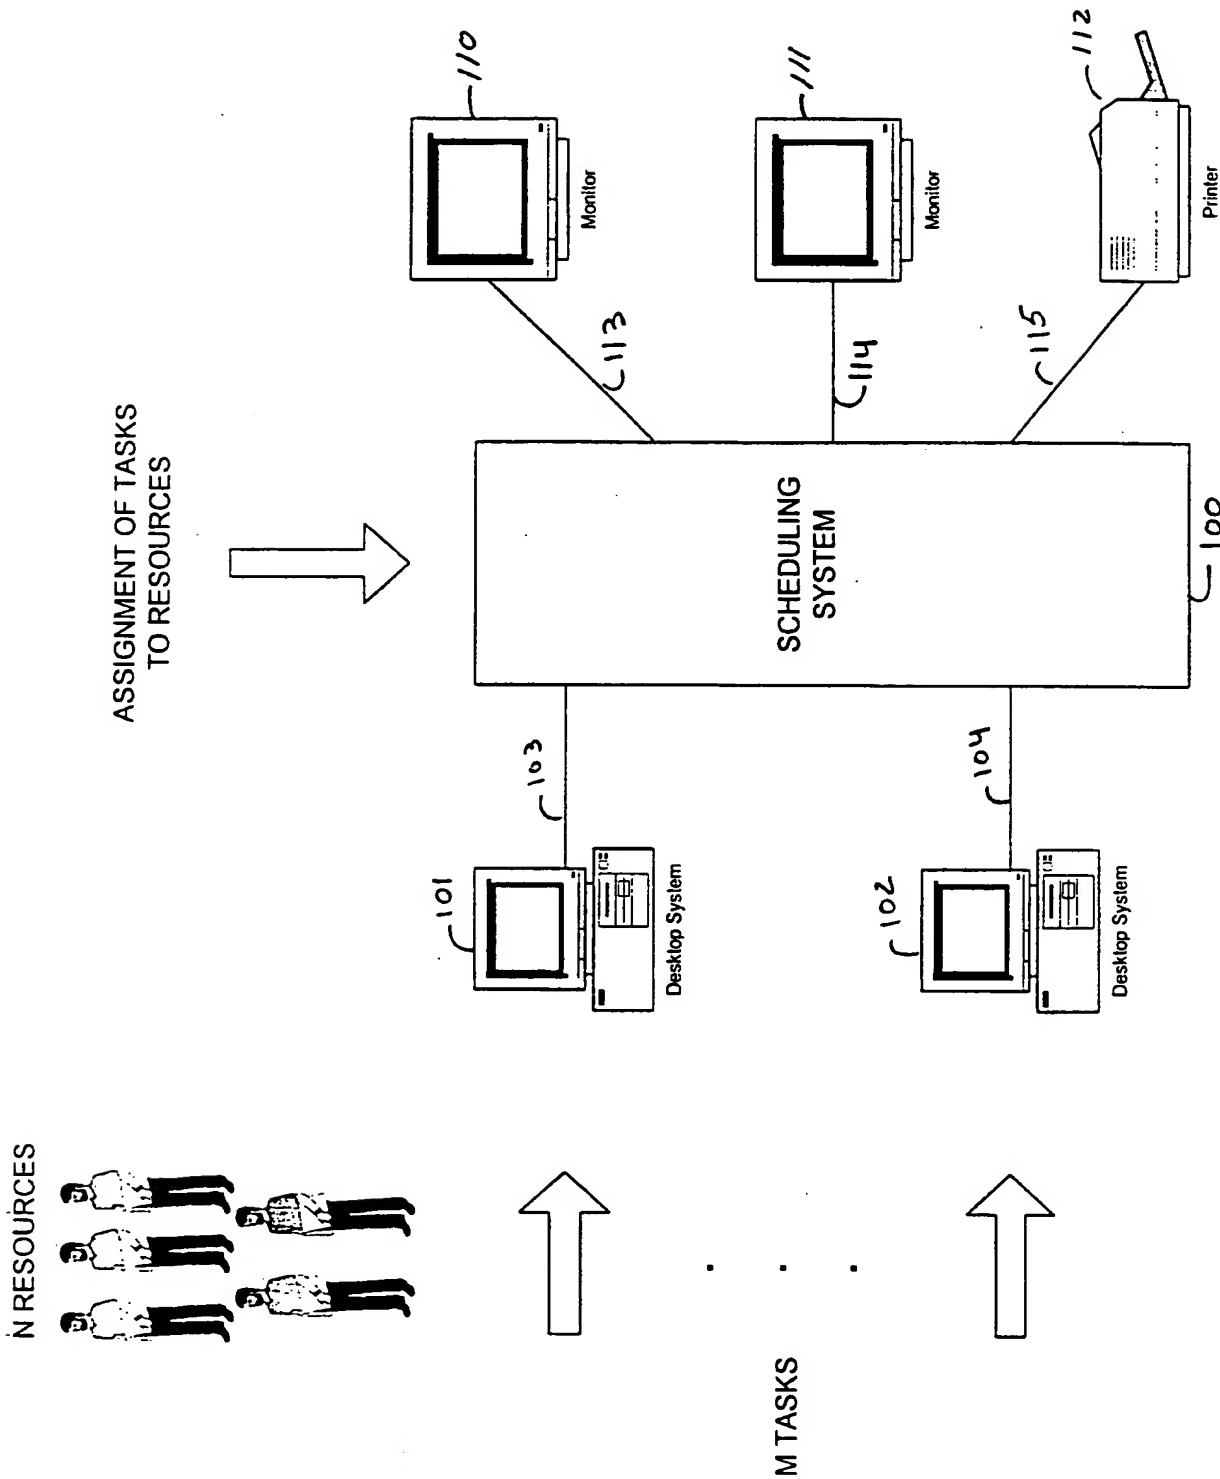 N RESOURCES
M TASKS
ASSIGNMENT OF TASKS
TO RESOURCES
101
Desktop System
103
102
Desktop System
104
SCHEDULING
SYSTEM
100
113
114
115
110
Monitor
111
Monitor
112
Printer